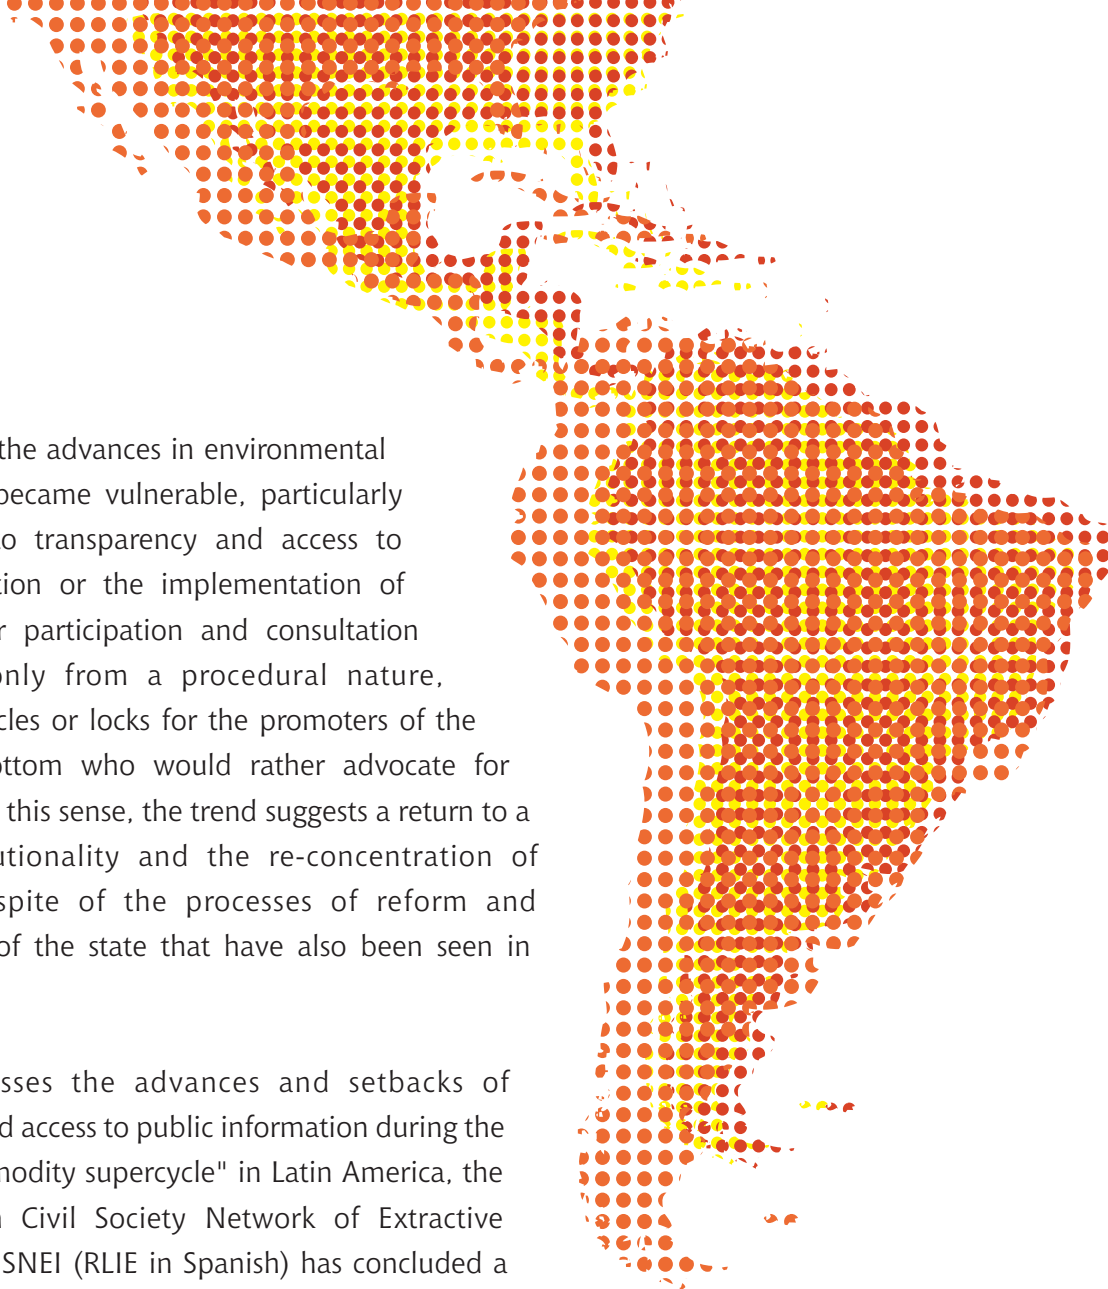 the advances in environmental
became vulnerable, particularly
to transparency and access to
tion or the implementation of
r participation and consultation
only from a procedural nature,
cles or locks for the promoters of the
ottom who would rather advocate for
this sense, the trend suggests a return to a
utionality and the re-concentration of
spite of the processes of reform and
of the state that have also been seen in
sses the advances and setbacks of
d access to public information during the
modity supercycle" in Latin America, the
Civil Society Network of Extractive
SNEI (RLIE in Spanish) has concluded a